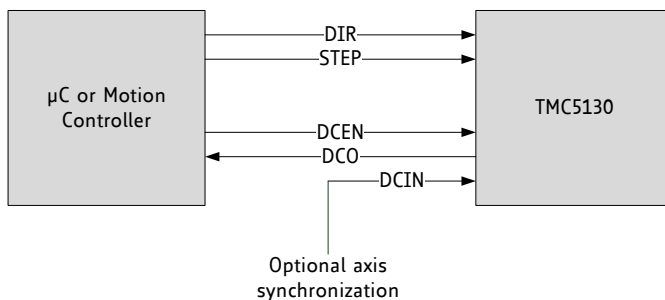 DIR
STEP
µC or Motion
Controller
TMC5130
DCEN
DCO
DCIN
Optional axis
synchronization